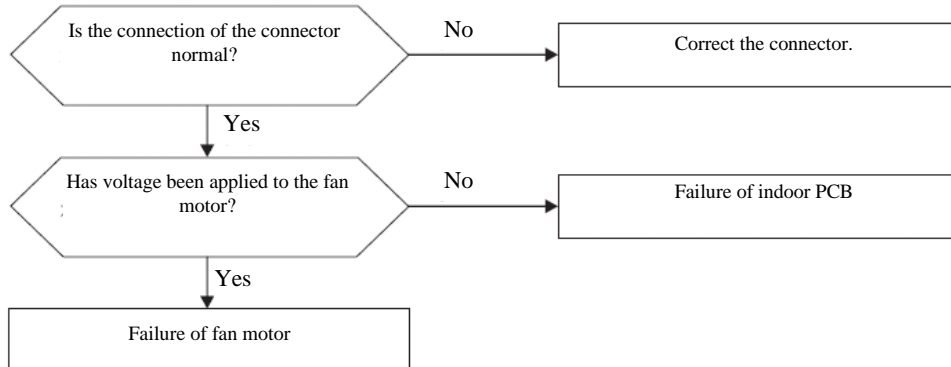 Is the connection of the connector
normal?
No
Correct the connector.
Yes
Has voltage been applied to the fan
motor?
No
Failure of indoor PCB
Yes
Failure of fan motor